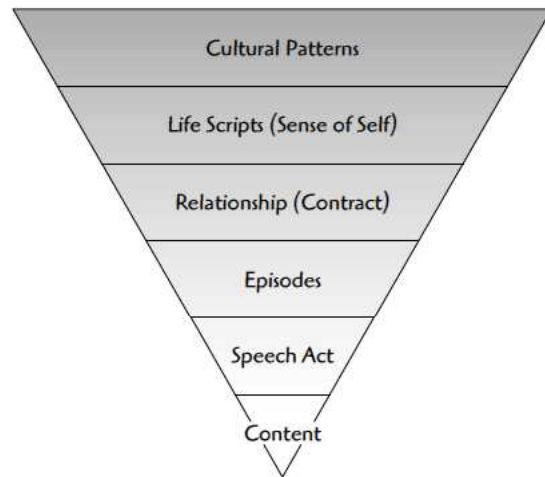 Cultural Patterns
Life Scripts (Sense of Self)
Relationship (Contract)
Episodes
Speech Act
Content